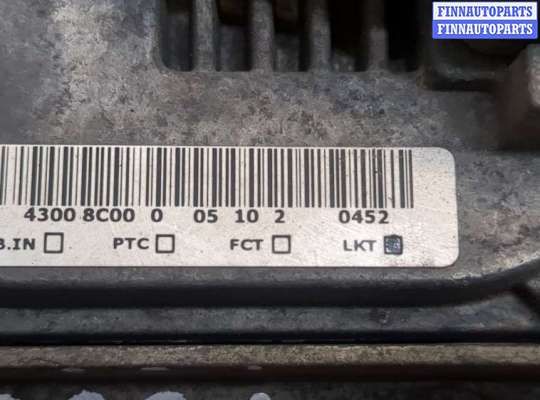 FINNAUTOPARTS
FINNAUTOPARTS
4300 8C00 0 05 10 2 0452
B.IN PTC FCT LKT